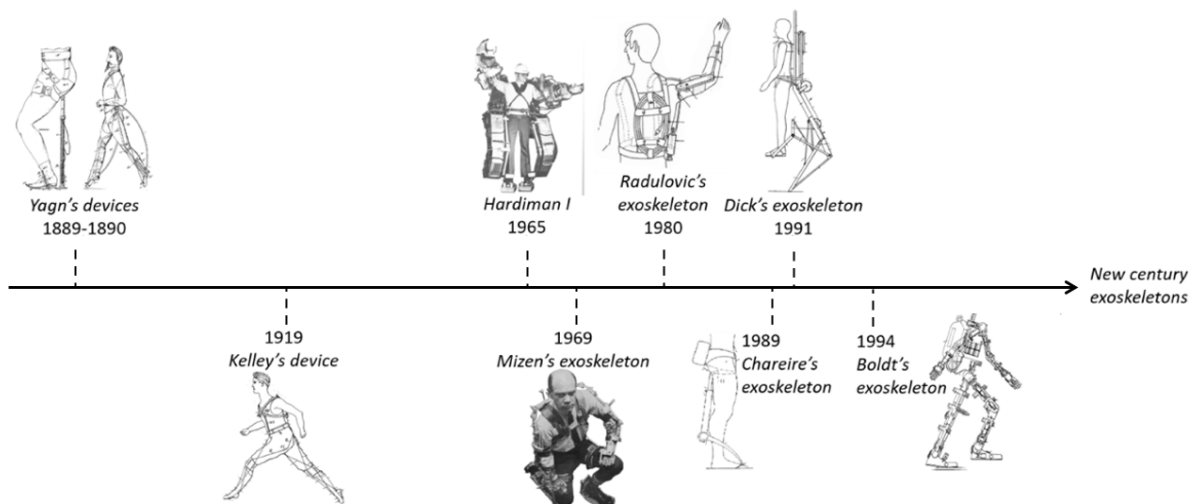 Yagn's devices
1889-1890
Hardiman I
1965
Radulovic's
exoskeleton
1980
Dick's exoskeleton
1991
New century
exoskeletons
1919
Kelley's device
1969
Mizen's exoskeleton
1989
Chareire's
exoskeleton
1994
Boldt's
exoskeleton